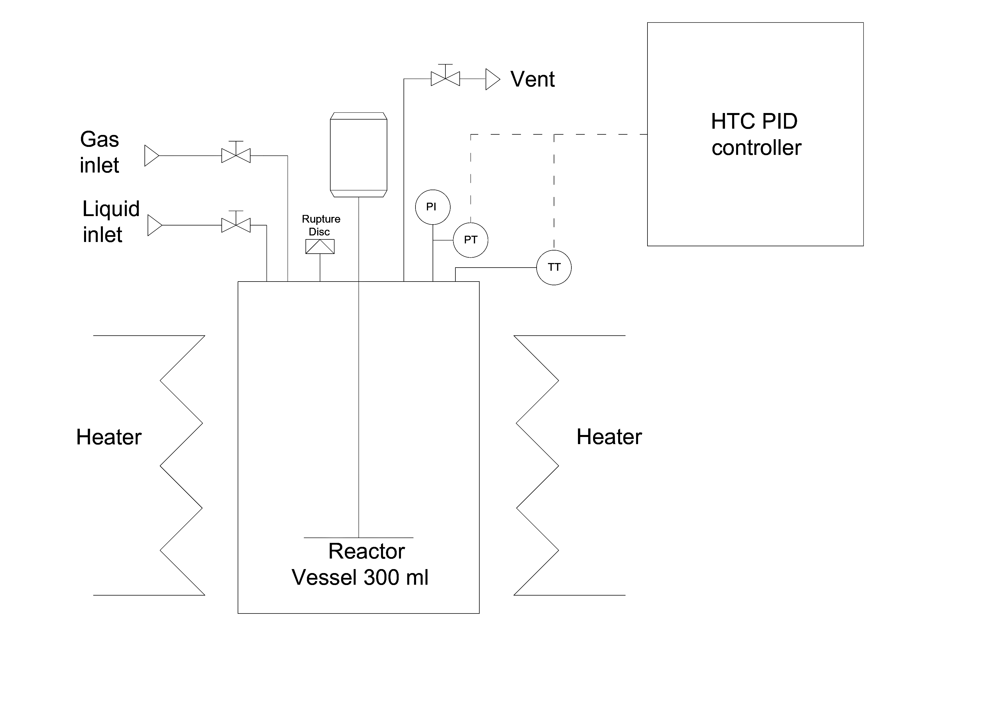 Vent
HTC PID
controller
Gas
inlet
Liquid
inlet
Rupture
Disc
PI
PT
TT
Heater
Heater
Reactor
Vessel 300 ml